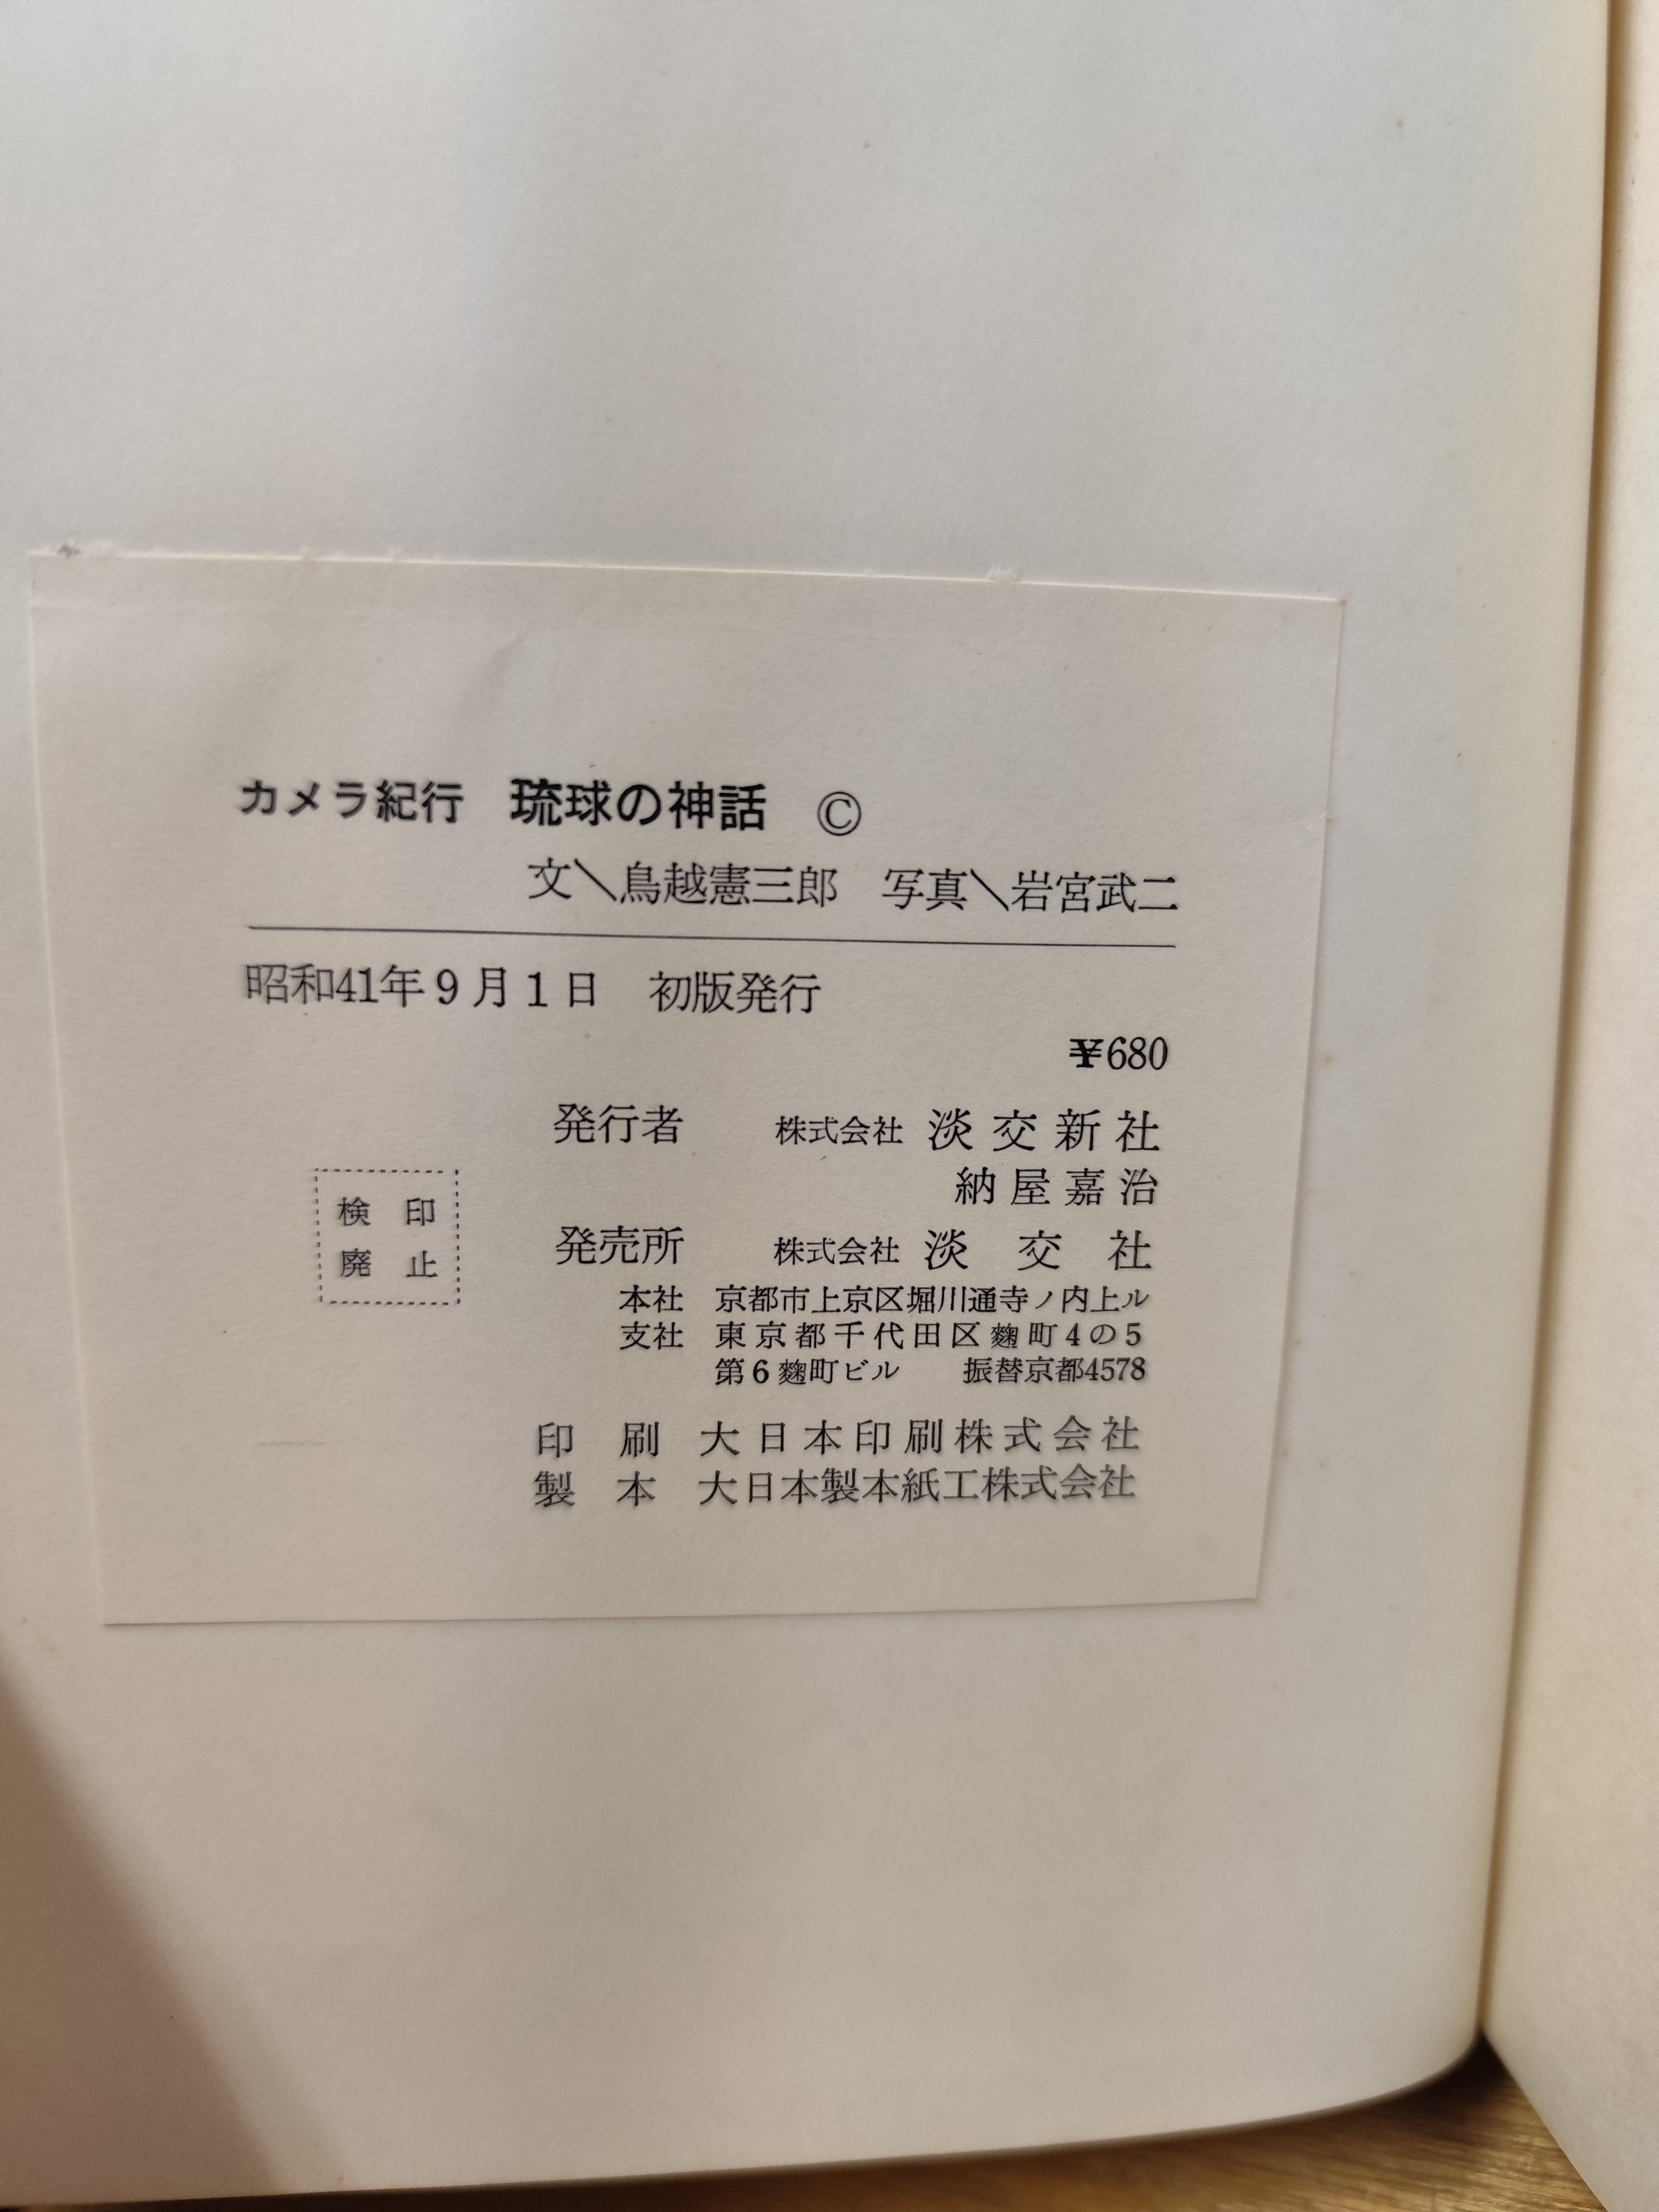 カメラ紀行 琉球の神話 ©
文＼鳥越憲三郎 写真＼岩宮武二
昭和41年9月1日 初版発行
¥680
発行者 株式会社 淡交新社
納屋嘉治
検印
廃止
発売所 株式会社 淡交社
本社 京都市上京区堀川通寺ノ内上ル
支社 東京都千代田区麴町4の5
第6麴町ビル 振替京都4578
印刷 大日本印刷株式会社
製本 大日本製本紙工株式会社